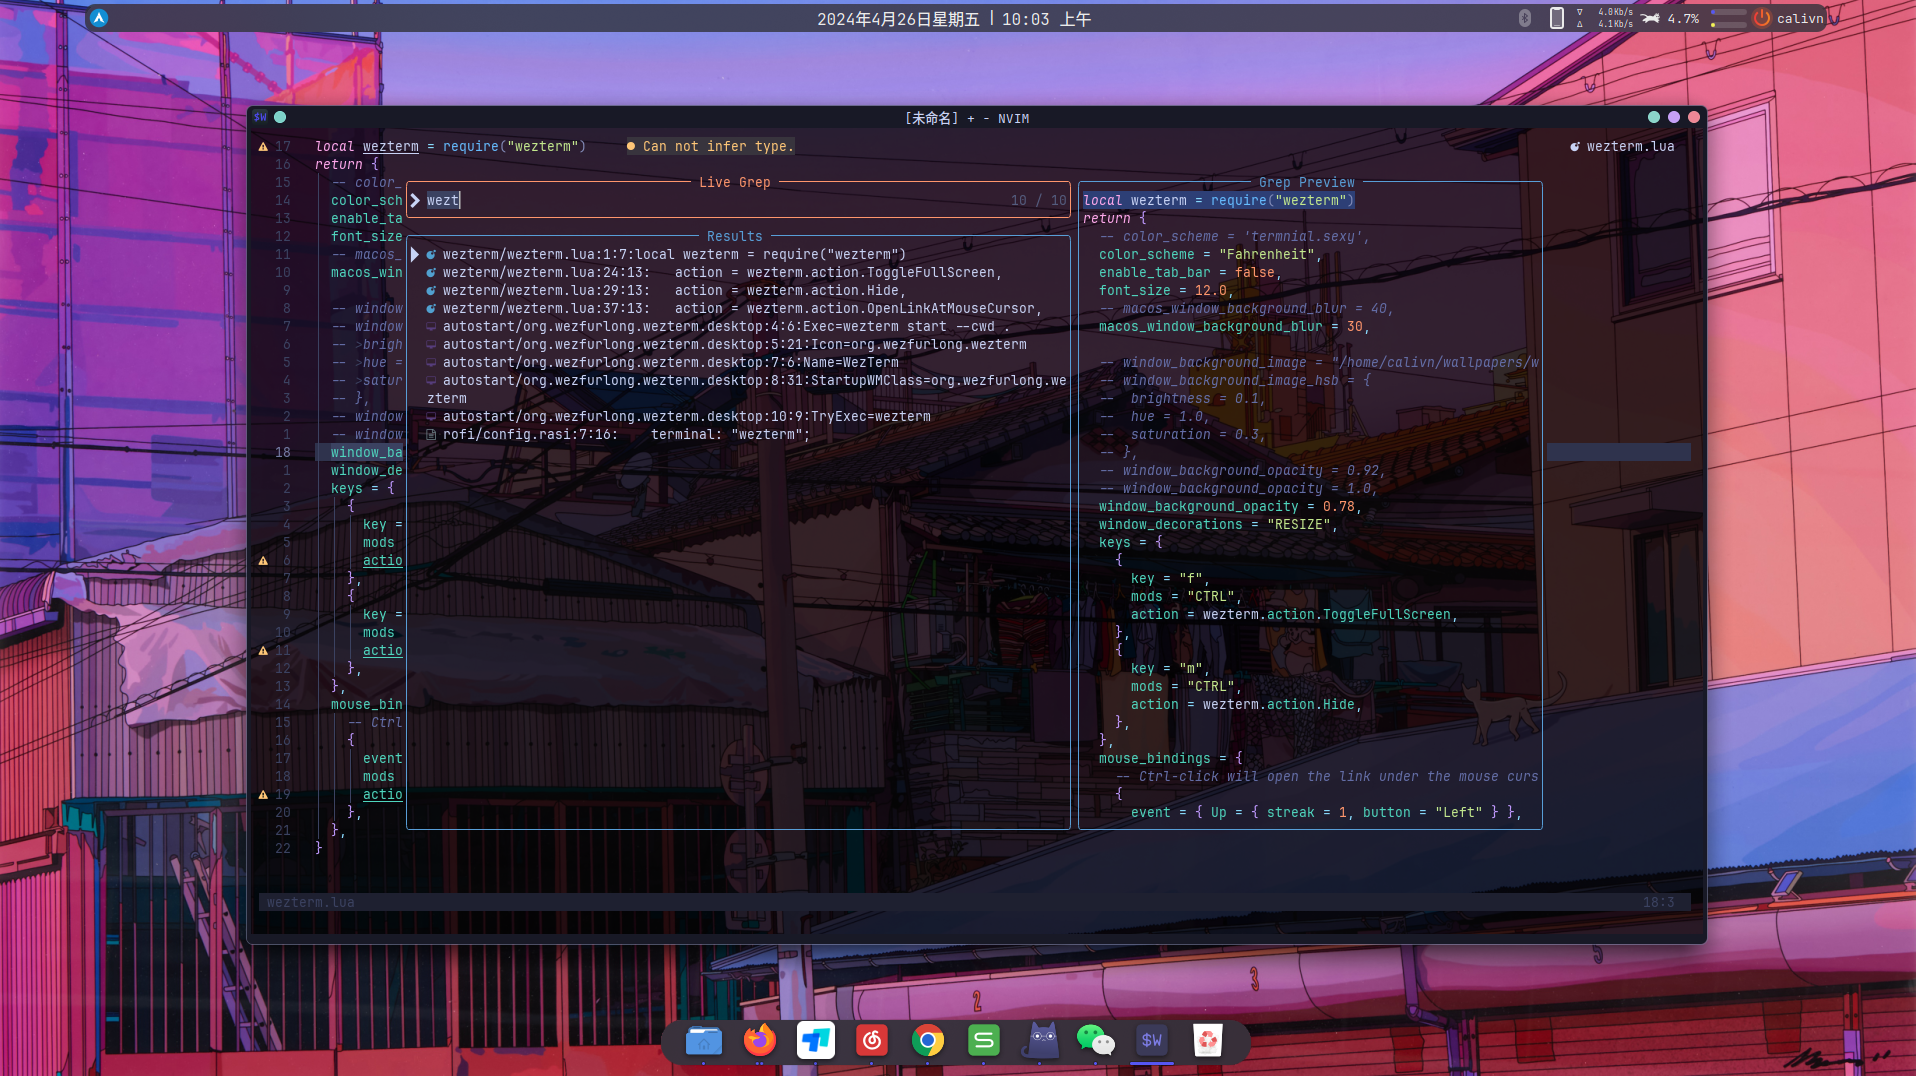 2024年4月26日星期五 | 10:03 上午
4.0Kb/s
4.1Kb/s
4.7%
calivn
$W
[未命名] + - NVIM
17 local wezterm = require("wezterm") ● Can not infer type.
wezterm.lua
16 return {
15 -- color_
14 color_sch
13 enable_ta
12 font_size
11 -- macos_
10 macos_win
9
8 -- window
7 -- window
6 -- >brigh
5 -- >hue =
4 -- >satur
3 -- },
2 -- window
1 -- window
18 window_ba
1 window_de
2 keys = {
3 {
4 key =
5 mods
6 actio
7 },
8 {
9 key =
10 mods
11 actio
12 },
13 },
14 mouse_bin
15 -- Ctrl
16 {
17 event
18 mods
19 actio
20 },
21 },
22 }
Live Grep
wezt
10 / 10
Results
wezterm/wezterm.lua:1:7:local wezterm = require("wezterm")
wezterm/wezterm.lua:24:13: action = wezterm.action.ToggleFullScreen,
wezterm/wezterm.lua:29:13: action = wezterm.action.Hide,
wezterm/wezterm.lua:37:13: action = wezterm.action.OpenLinkAtMouseCursor,
autostart/org.wezfurlong.wezterm.desktop:4:6:Exec=wezterm start --cwd .
autostart/org.wezfurlong.wezterm.desktop:5:21:Icon=org.wezfurlong.wezterm
autostart/org.wezfurlong.wezterm.desktop:7:6:Name=WezTerm
autostart/org.wezfurlong.wezterm.desktop:8:31:StartupWMClass=org.wezfurlong.we
zterm
autostart/org.wezfurlong.wezterm.desktop:10:9:TryExec=wezterm
rofi/config.rasi:7:16: terminal: "wezterm";
Grep Preview
local wezterm = require("wezterm")
return {
-- color_scheme = 'termnial.sexy',
color_scheme = "Fahrenheit",
enable_tab_bar = false,
font_size = 12.0,
-- macos_window_background_blur = 40,
macos_window_background_blur = 30,
-- window_background_image = "/home/calivn/wallpapers/w
-- window_background_image_hsb = {
-- brightness = 0.1,
-- hue = 1.0,
-- saturation = 0.3,
-- },
-- window_background_opacity = 0.92,
-- window_background_opacity = 1.0,
window_background_opacity = 0.78,
window_decorations = "RESIZE",
keys = {
{
key = "f",
mods = "CTRL",
action = wezterm.action.ToggleFullScreen,
},
{
key = "m",
mods = "CTRL",
action = wezterm.action.Hide,
},
},
mouse_bindings = {
-- Ctrl-click will open the link under the mouse curs
{
event = { Up = { streak = 1, button = "Left" } },
wezterm.lua
18:3
2
3
5
$W